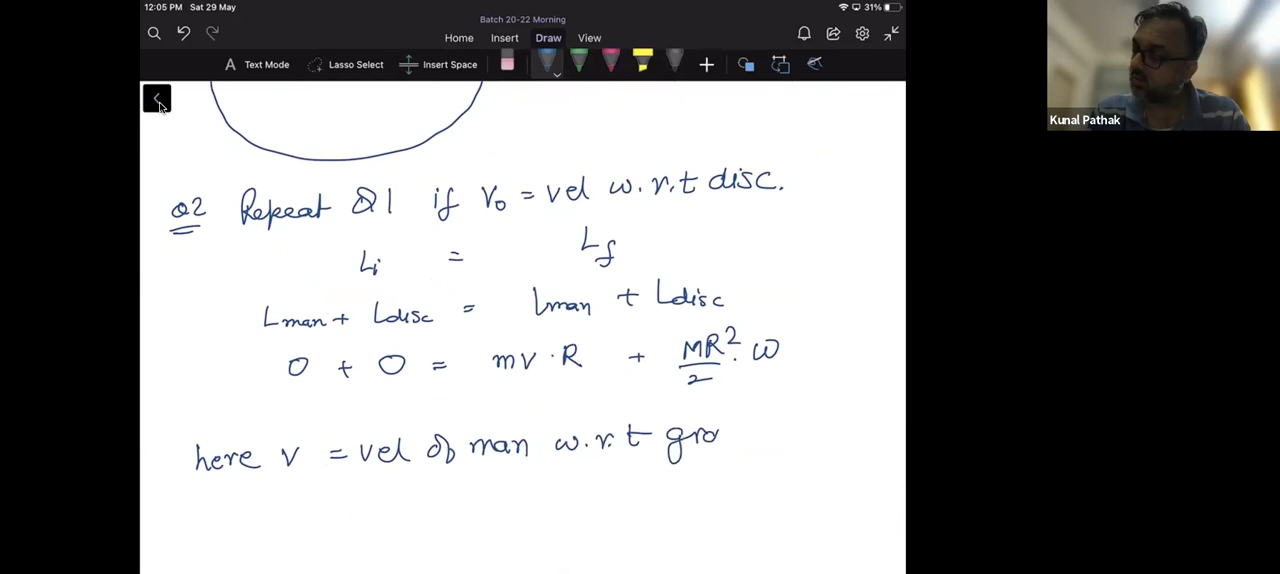 12:05 PM Sat 29 May
31%
Batch 20-22 Morning
Home Insert Draw View
Text Mode Lasso Select Insert Space
Kunal Pathak
Q2 Repeat Q1 if V₀ = vel w.r.t disc.
Li = Lf
Lman + Ldisc = Lman + Ldisc
0 + 0 = mv · R + MR²/2 · ω
here v = vel of man w.r.t gro